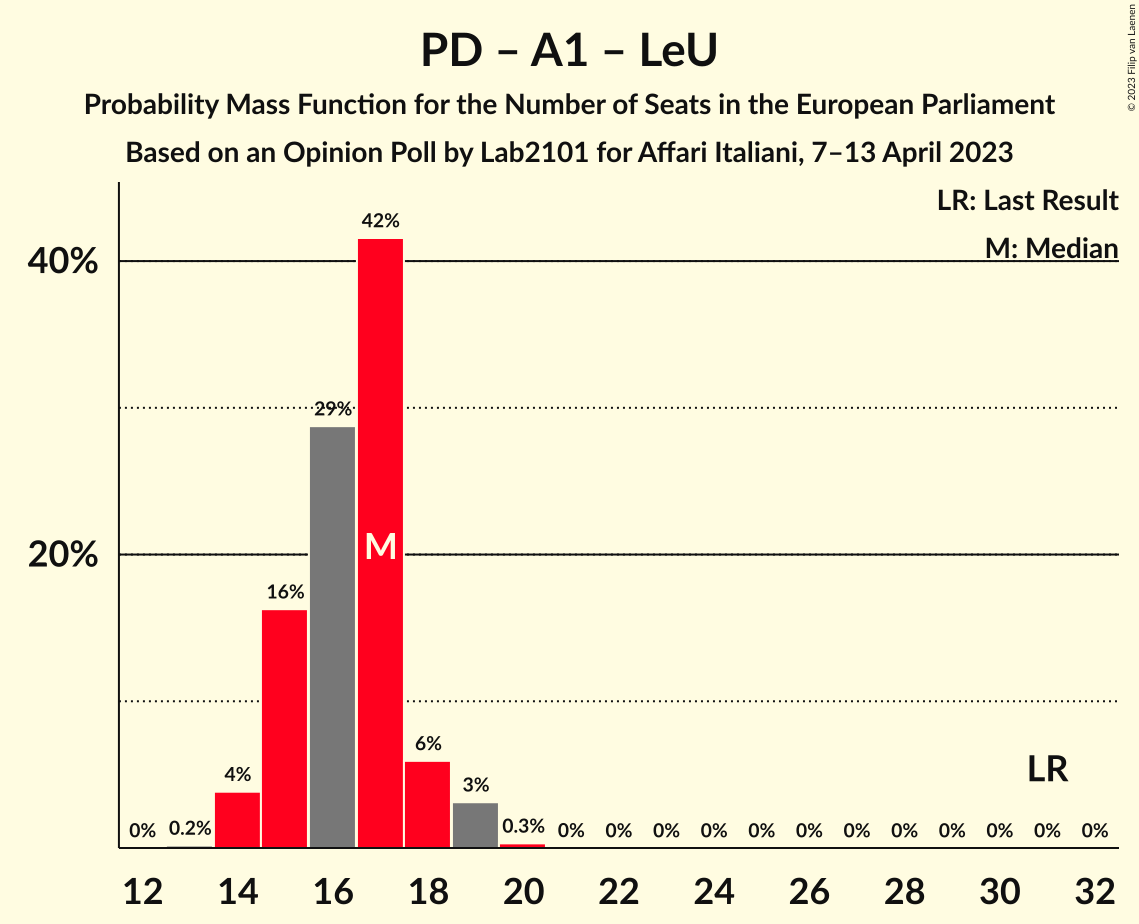 PD – A1 – LeU
Probability Mass Function for the Number of Seats in the European Parliament
Based on an Opinion Poll by Lab2101 for Affari Italiani, 7–13 April 2023
© 2023 Filip van Laenen
LR: Last Result
M: Median
40%
20%
0%
0.2%
4%
16%
29%
42%
M
6%
3%
0.3%
0%
0%
0%
0%
0%
0%
0%
0%
0%
0%
0%
0%
LR
12 14 16 18 20 22 24 26 28 30 32